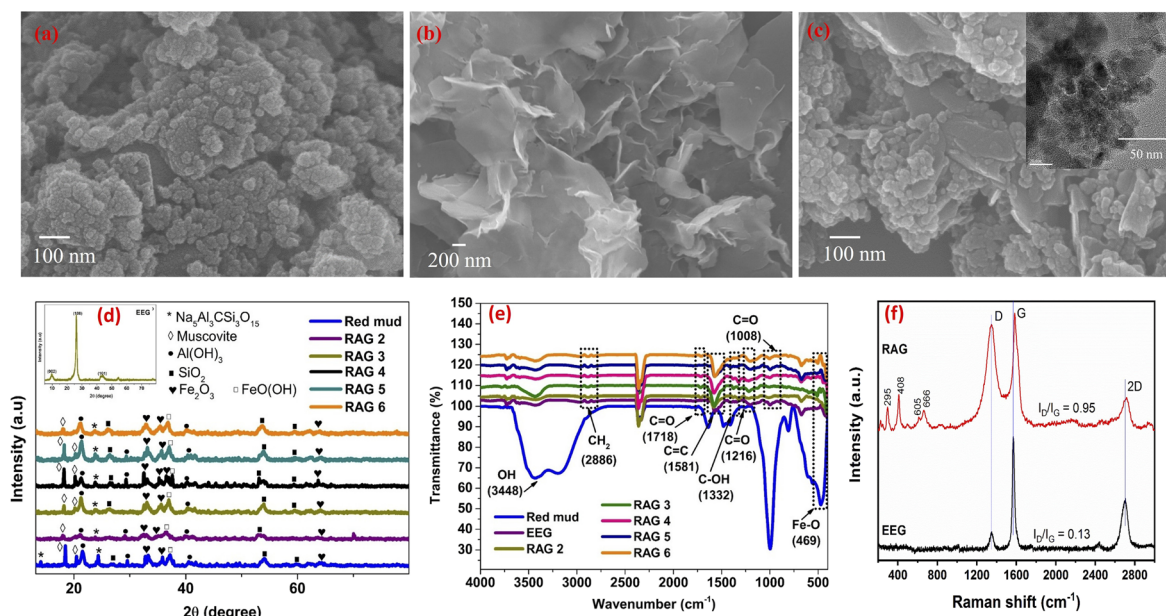 (a)
100 nm
(b)
200 nm
(c)
50 nm
100 nm
(d)
EEG
Intensity (a.u)
2θ (degree)
* Na5Al3CSi3O15
◊ Muscovite
• Al(OH)3
■ SiO2
♥ Fe2O3 □ FeO(OH)
Red mud
RAG 2
RAG 3
RAG 4
RAG 5
RAG 6
Intensity (a.u)
20 40 60
2θ (degree)
(e)
Transmittance (%)
150
140
130
120
110
100
90
80
70
60
50
40
30
C=O
(1008)
OH
(3448)
CH2
(2886)
C=O
(1718)
C=C
(1581)
C-OH
(1332)
C=O
(1216)
Fe-O
(469)
Red mud
EEG
RAG 2
RAG 3
RAG 4
RAG 5
RAG 6
4000 3500 3000 2500 2000 1500 1000 500
Wavenumber (cm-1)
(f)
D
G
2D
RAG
295
408
605
666
ID/IG = 0.95
EEG
ID/IG = 0.13
Intensity (a.u.)
400 1000 1600 2200 2800
Raman shift (cm-1)